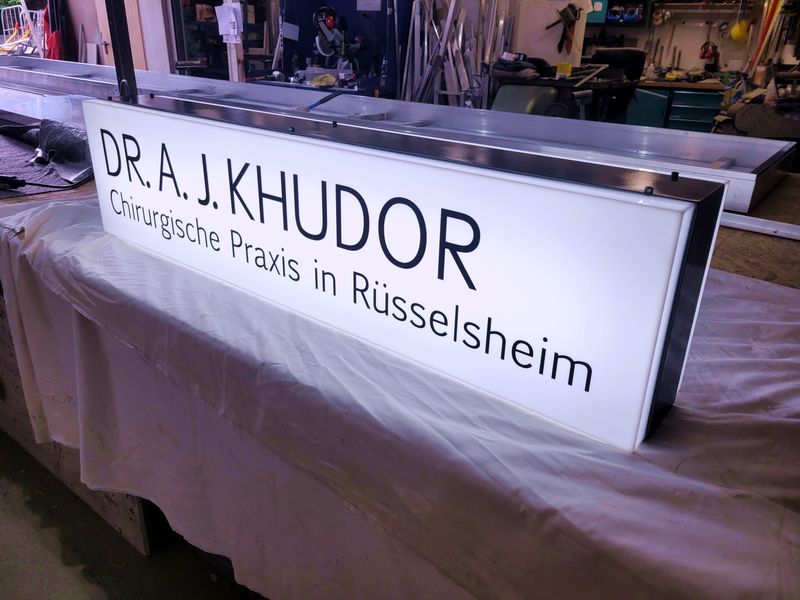 DR. A. J. KHUDOR
Chirurgische Praxis in Rüsselsheim